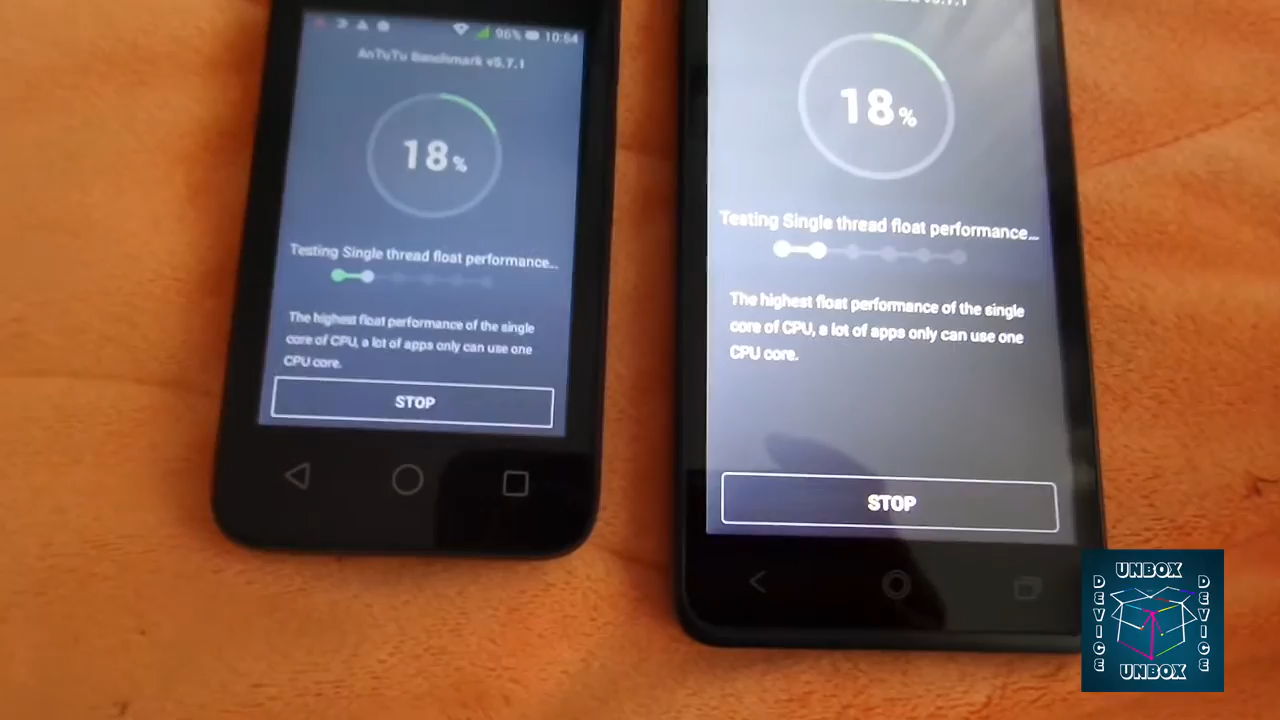 96% 10:54
AnTuTu Benchmark v5.7.1
18%
Testing Single thread float performance...
The highest float performance of the single
core of CPU, a lot of apps only can use one
CPU core.
STOP
18%
Testing Single thread float performance...
The highest float performance of the single
core of CPU, a lot of apps only can use one
CPU core.
STOP
UNBOX
DEVICE
DEVICE
UNBOX